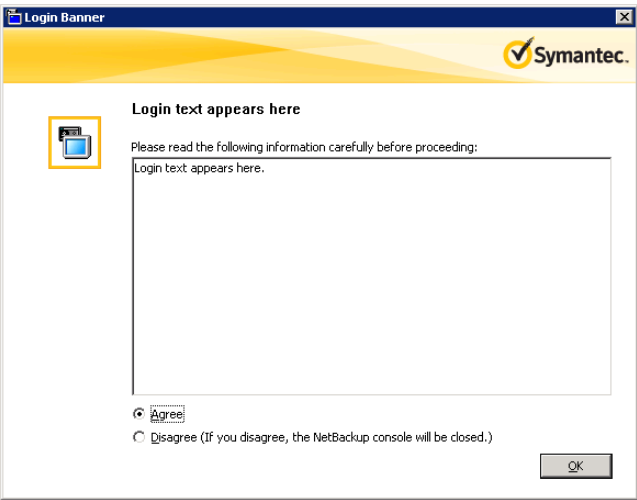 Login Banner
Symantec.
Login text appears here
Please read the following information carefully before proceeding:
Login text appears here.
Agree
Disagree (If you disagree, the NetBackup console will be closed.)
OK